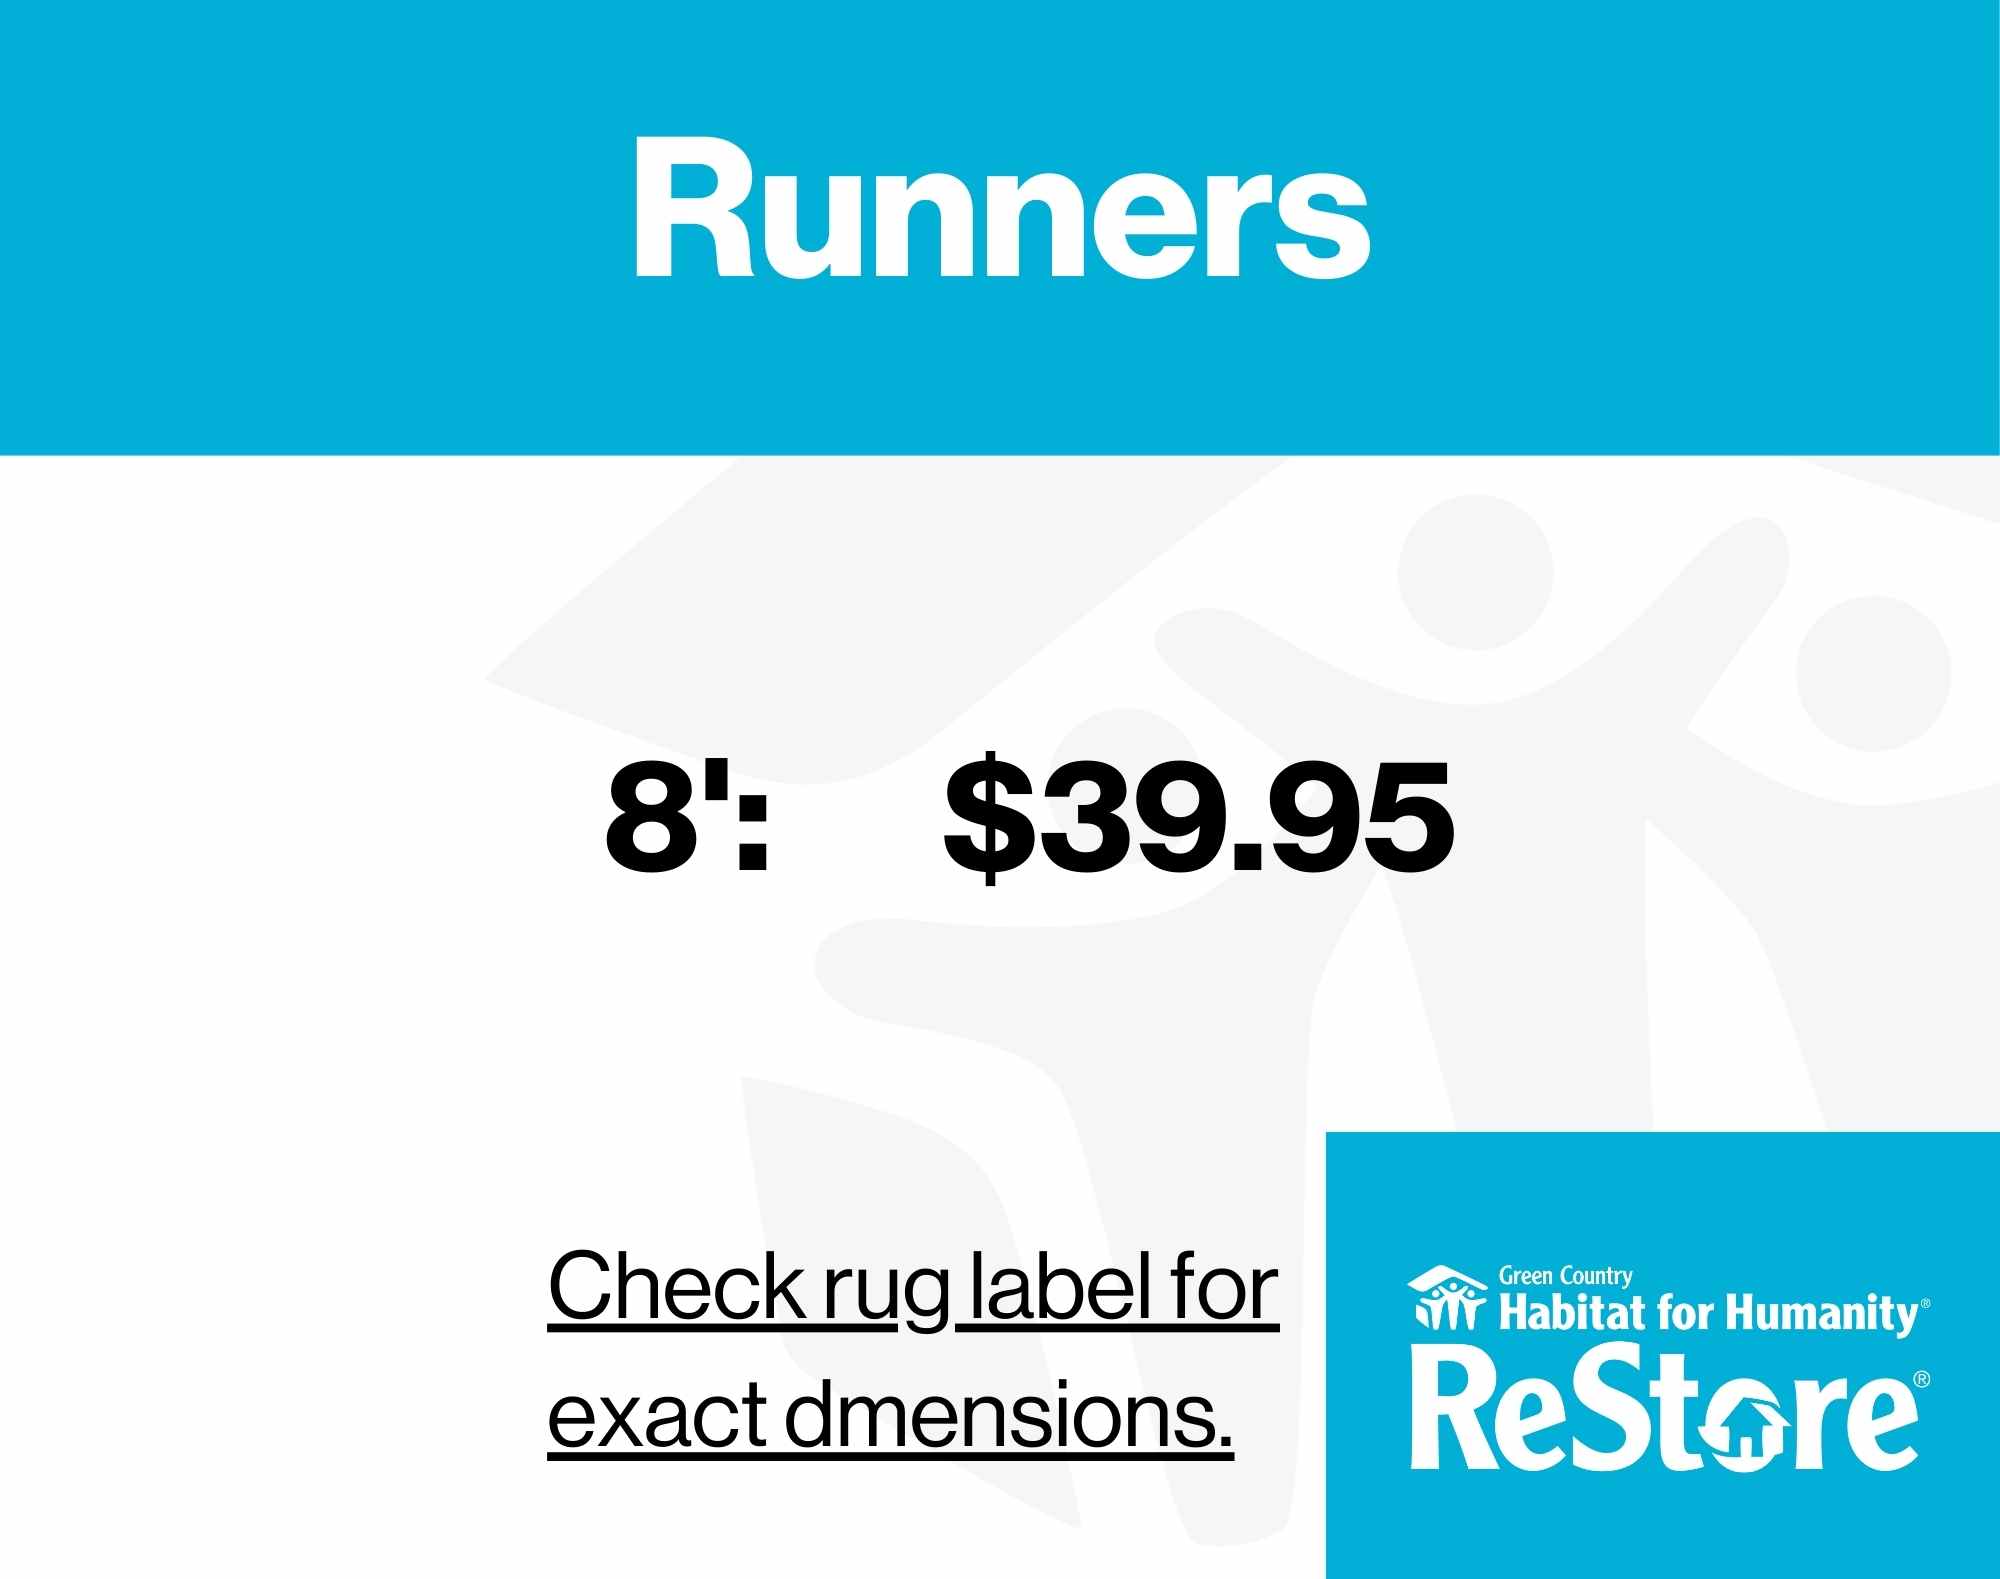 Runners
8': $39.95
Check rug label for
exact dmensions.
Green Country
Habitat for Humanity®
ReStore®